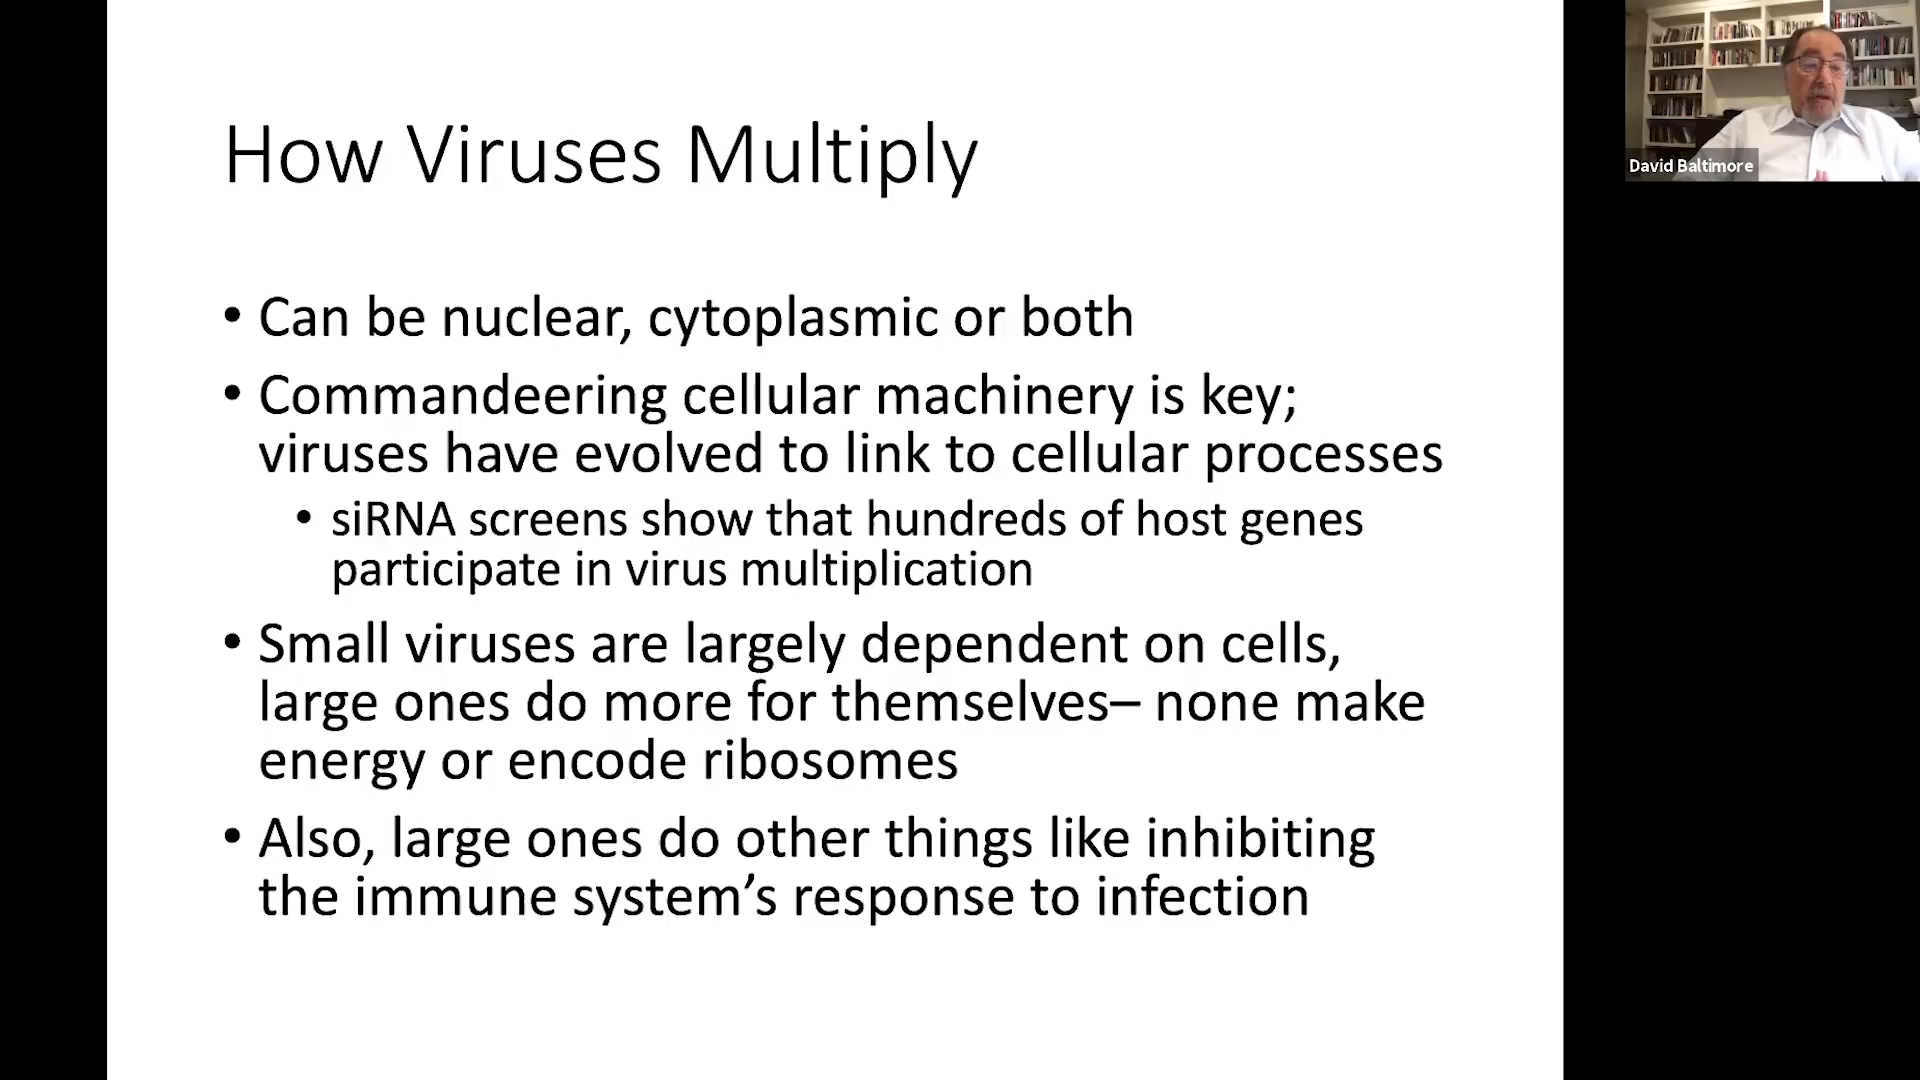 How Viruses Multiply
• Can be nuclear, cytoplasmic or both
• Commandeering cellular machinery is key;
viruses have evolved to link to cellular processes
• siRNA screens show that hundreds of host genes
participate in virus multiplication
• Small viruses are largely dependent on cells,
large ones do more for themselves– none make
energy or encode ribosomes
• Also, large ones do other things like inhibiting
the immune system’s response to infection
David Baltimore